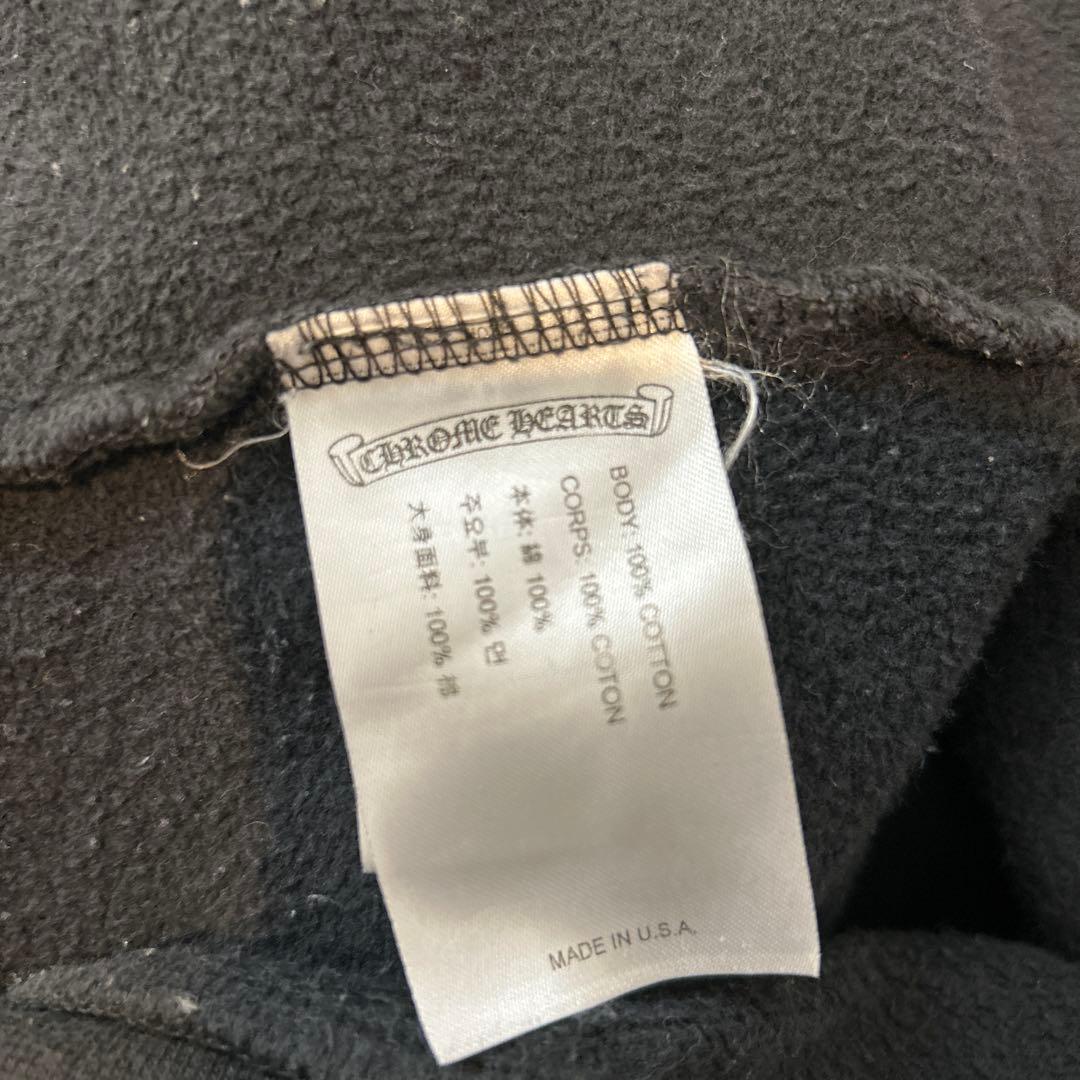 CHROME HEARTS
BODY: 100% COTTON
CORPS: 100% COTON
本体: 綿 100%
주요부: 100% 면
大身面料: 100% 棉
MADE IN U.S.A.